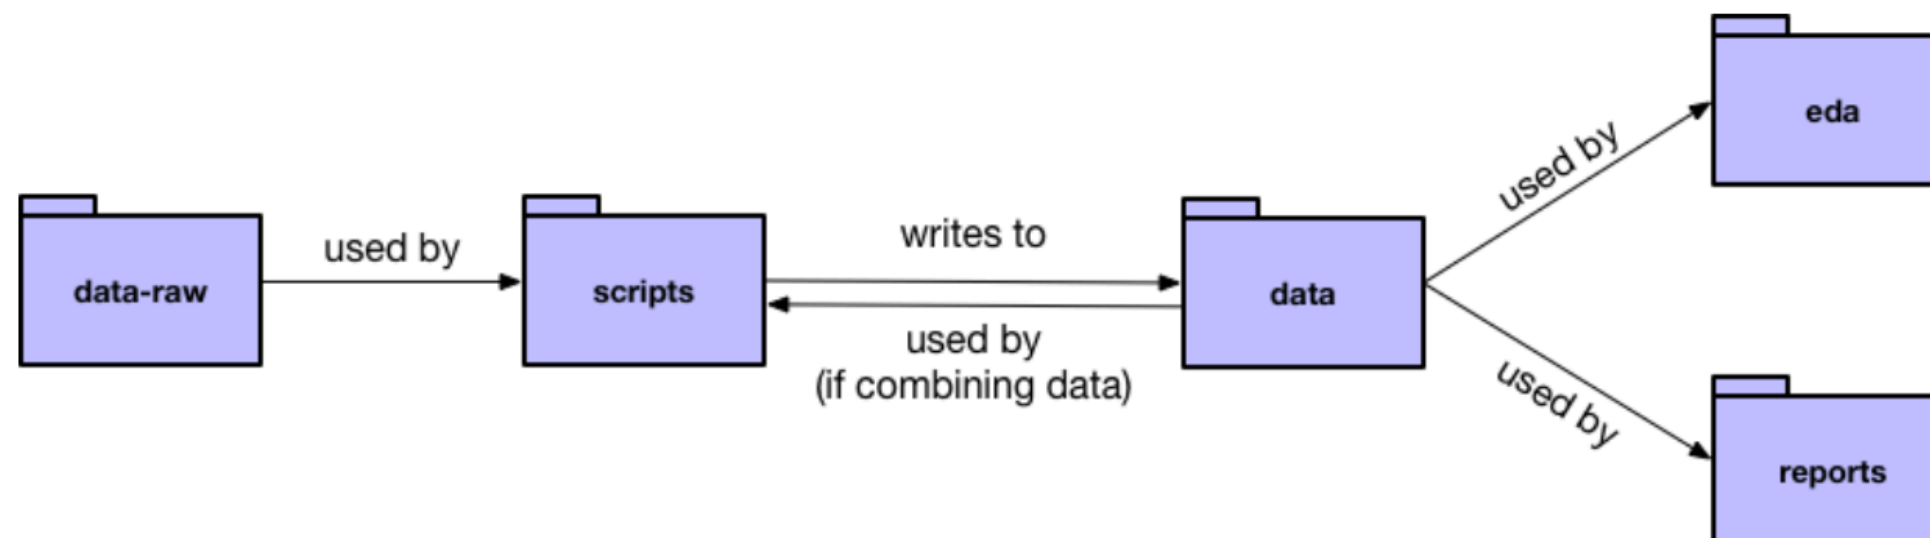 eda
used by
data-raw
used by
scripts
writes to
used by
(if combining data)
data
used by
reports